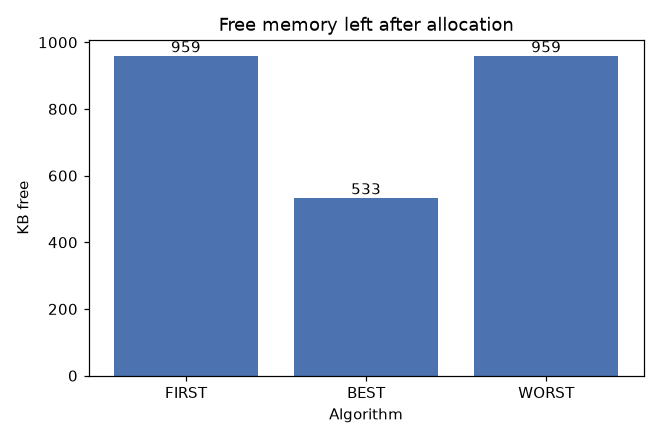 Free memory left after allocation
1000
959
959
800
600
533
400
200
0
KB free
FIRST
BEST
WORST
Algorithm